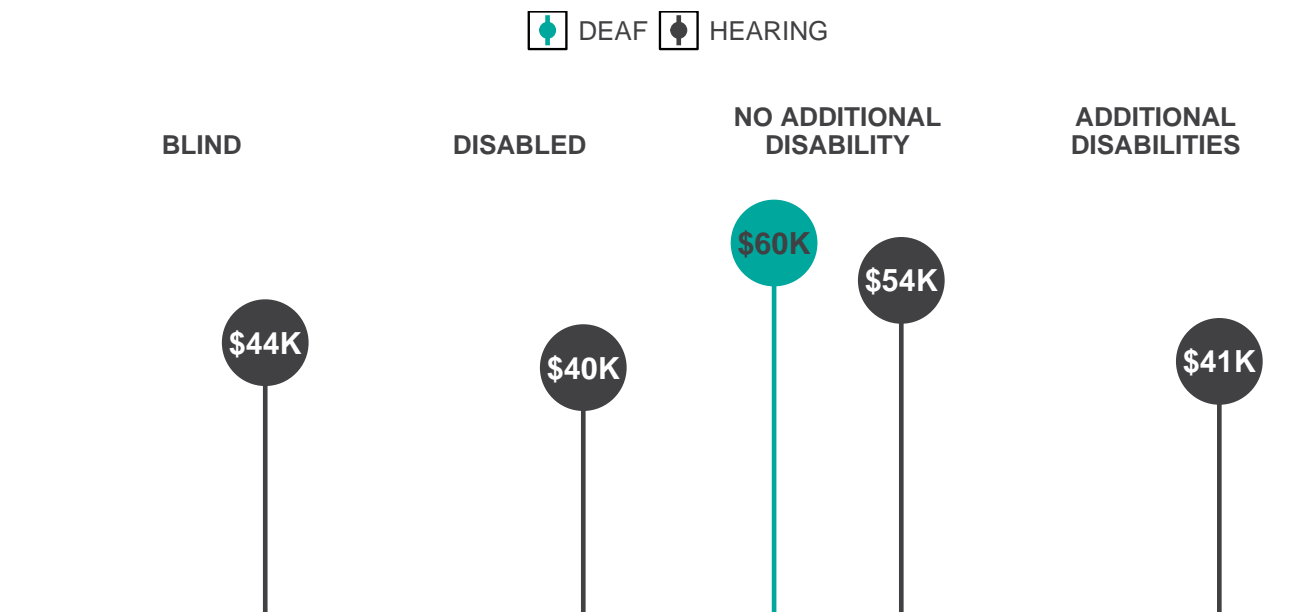 DEAF HEARING
BLIND
DISABLED
NO ADDITIONAL
DISABILITY
ADDITIONAL
DISABILITIES
$60K
$54K
$44K
$40K
$41K